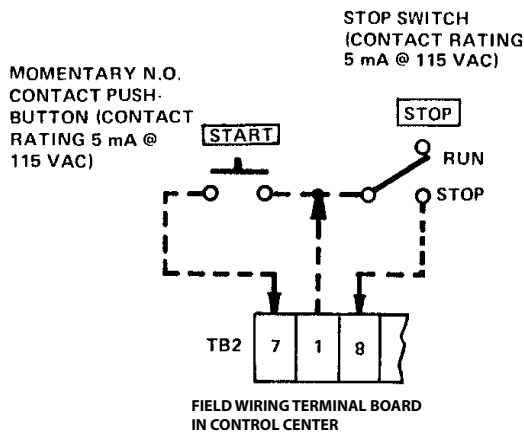 STOP SWITCH
(CONTACT RATING
5 mA @ 115 VAC)
MOMENTARY N.O.
CONTACT PUSH-
BUTTON (CONTACT
RATING 5 mA @
115 VAC)
START
STOP
RUN
STOP
TB2 7 1 8
FIELD WIRING TERMINAL BOARD
IN CONTROL CENTER